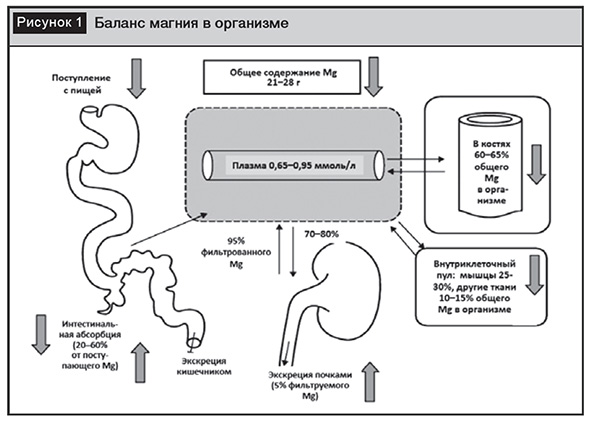 Рисунок 1 Баланс магния в организме
Поступление
с пищей
Общее содержание Mg
21–28 г
Плазма 0,65–0,95 ммоль/л
В костях
60–65%
общего
Mg
в орга-
низме
95%
фильтрованного
Mg
70–80%
Внутриклеточный
пул: мышцы 25-
30%, другие ткани
10–15% общего
Mg в организме
Интестиналь-
ная абсорбция
(20–60%
от посту-
пающего Mg)
Экскреция
кишечником
Экскреция почками
(5% фильтруемого
Mg)